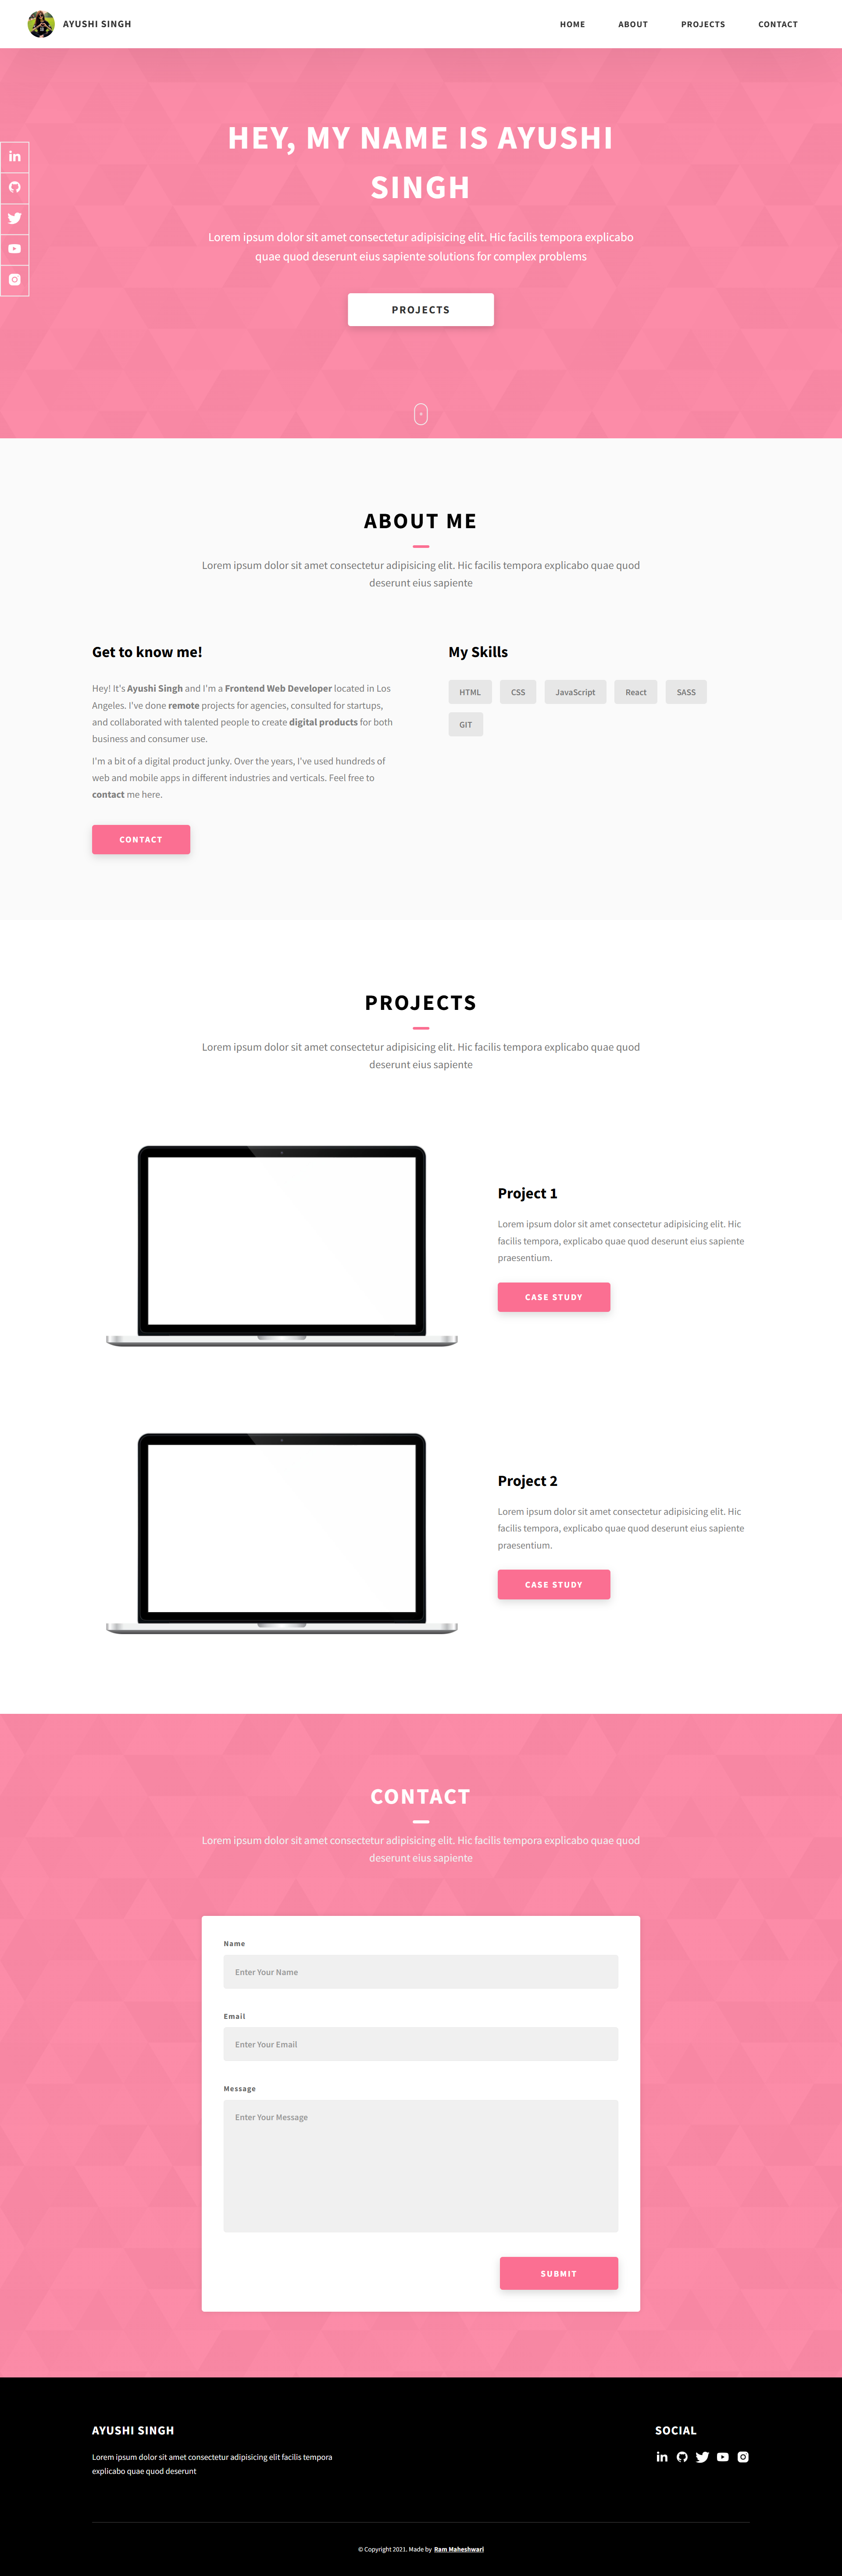 AYUSHI SINGH
HOME ABOUT PROJECTS CONTACT
HEY, MY NAME IS AYUSHI
SINGH
Lorem ipsum dolor sit amet consectetur adipisicing elit. Hic facilis tempora explicabo
quae quod deserunt eius sapiente solutions for complex problems
PROJECTS
ABOUT ME
Lorem ipsum dolor sit amet consectetur adipisicing elit. Hic facilis tempora explicabo quae quod
deserunt eius sapiente
Get to know me!
Hey! It's Ayushi Singh and I'm a Frontend Web Developer located in Los
Angeles. I've done remote projects for agencies, consulted for startups,
and collaborated with talented people to create digital products for both
business and consumer use.
I'm a bit of a digital product junky. Over the years, I've used hundreds of
web and mobile apps in different industries and verticals. Feel free to
contact me here.
CONTACT
My Skills
HTML CSS JavaScript React SASS
GIT
PROJECTS
Lorem ipsum dolor sit amet consectetur adipisicing elit. Hic facilis tempora explicabo quae quod
deserunt eius sapiente
Project 1
Lorem ipsum dolor sit amet consectetur adipisicing elit. Hic
facilis tempora, explicabo quae quod deserunt eius sapiente
praesentium.
CASE STUDY
Project 2
Lorem ipsum dolor sit amet consectetur adipisicing elit. Hic
facilis tempora, explicabo quae quod deserunt eius sapiente
praesentium.
CASE STUDY
CONTACT
Lorem ipsum dolor sit amet consectetur adipisicing elit. Hic facilis tempora explicabo quae quod
deserunt eius sapiente
Name
Enter Your Name
Email
Enter Your Email
Message
Enter Your Message
SUBMIT
AYUSHI SINGH
Lorem ipsum dolor sit amet consectetur adipisicing elit facilis tempora
explicabo quae quod deserunt
SOCIAL
© Copyright 2021. Made by Ram Maheshwari